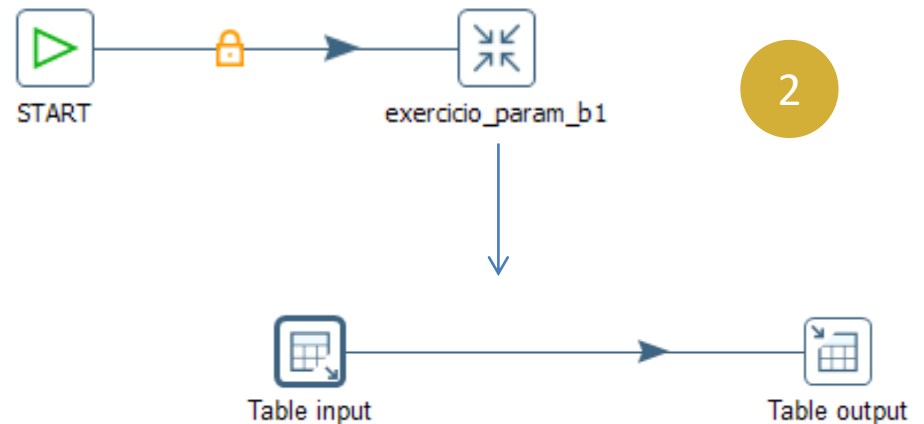 START
exercicio_param_b1
2
Table input
Table output